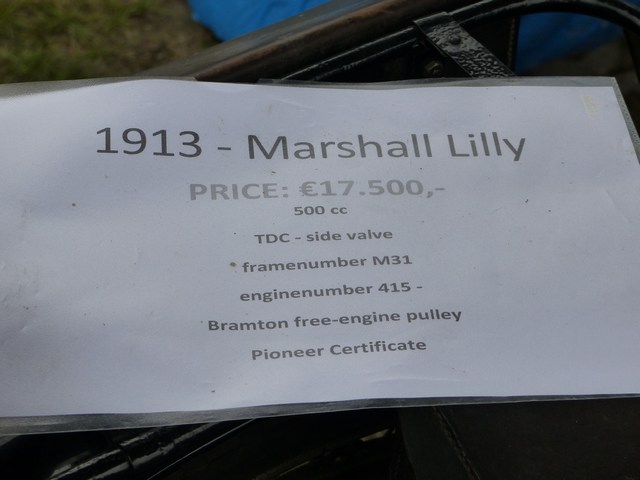 1913 - Marshall Lilly
PRICE: €17.500,-
500 cc
TDC - side valve
framenumber M31
enginenumber 415 -
Bramton free-engine pulley
Pioneer Certificate